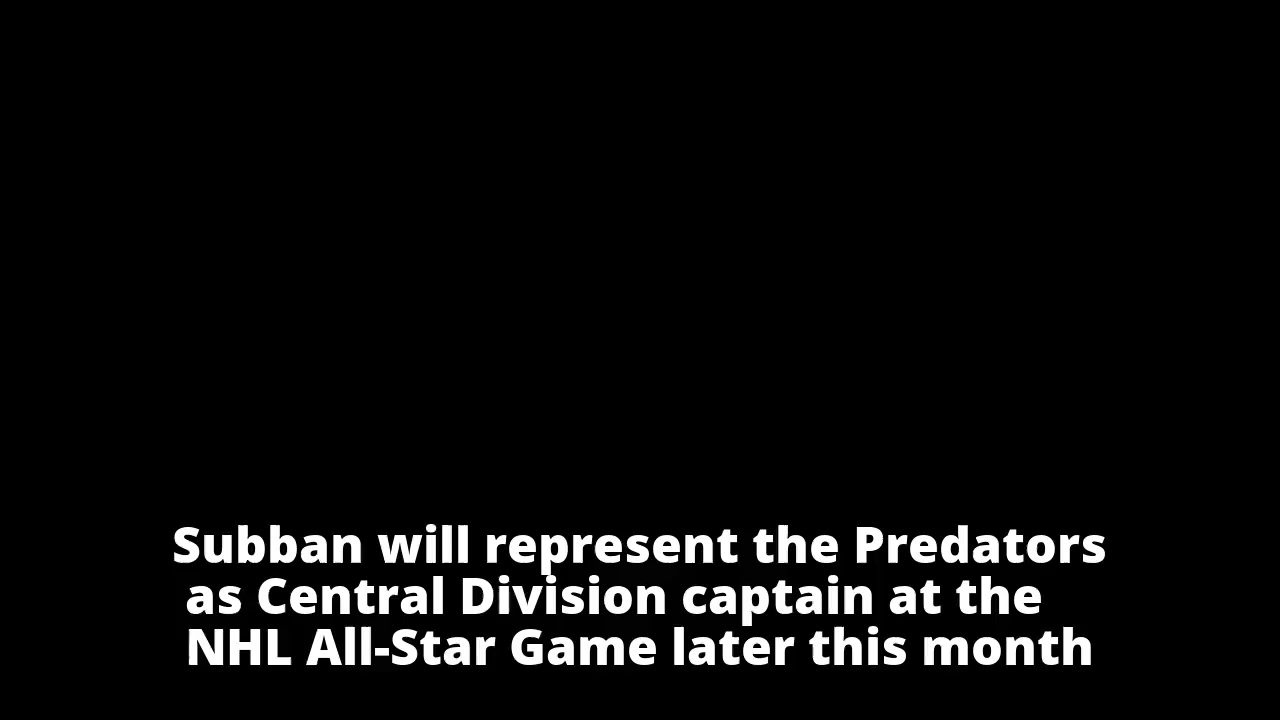 Subban will represent the Predators
as Central Division captain at the
NHL All-Star Game later this month